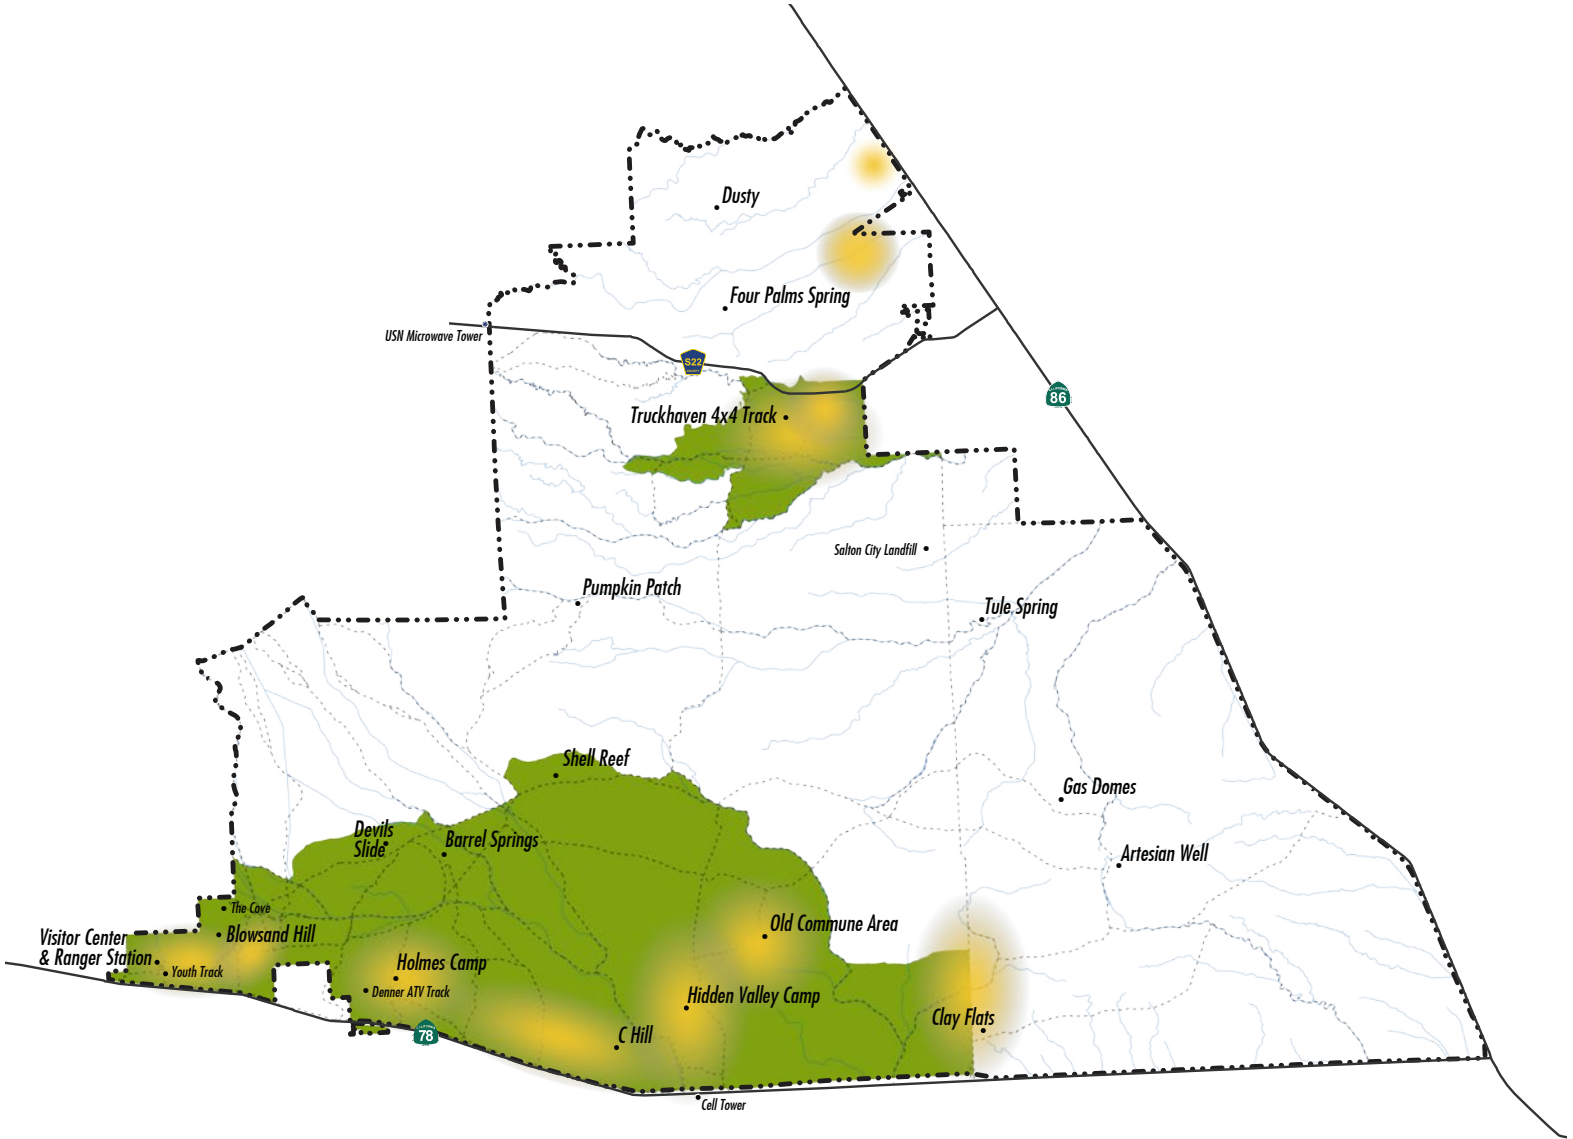 Dusty
Four Palms Spring
USN Microwave Tower
S22
86
Truckhaven 4x4 Track
Salton City Landfill
Pumpkin Patch
Tule Spring
Shell Reef
Gas Domes
Devils
Slide
Barrel Springs
Artesian Well
The Cove
Old Commune Area
Blowsand Hill
Visitor Center
& Ranger Station
Youth Track
Holmes Camp
Denner ATV Track
Hidden Valley Camp
Clay Flats
C Hill
78
Cell Tower